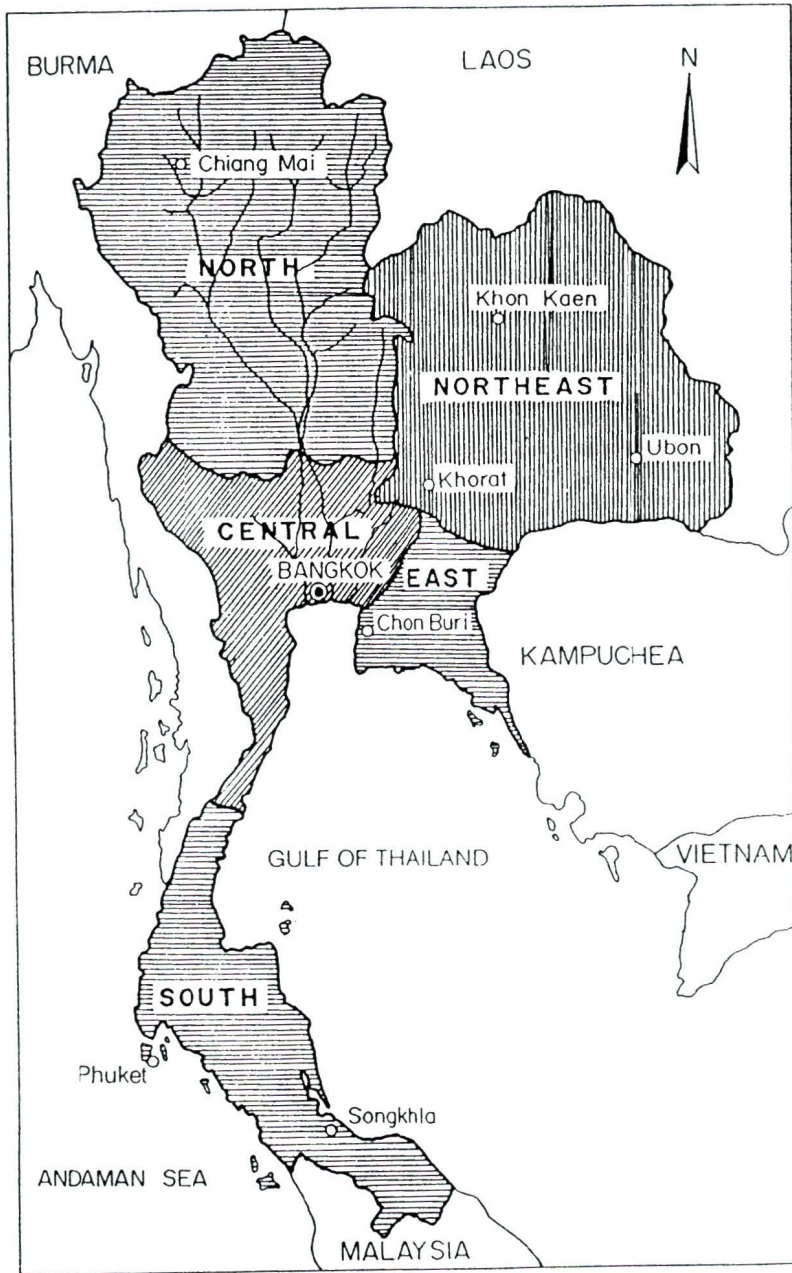 BURMA
LAOS
N
Chiang Mai
NORTH
Khon Kaen
NORTHEAST
Ubon
Khorat
CENTRAL
BANGKOK
EAST
Chon Buri
KAMPUCHEA
GULF OF THAILAND
VIETNAM
SOUTH
Phuket
Songkhla
ANDAMAN SEA
MALAYSIA